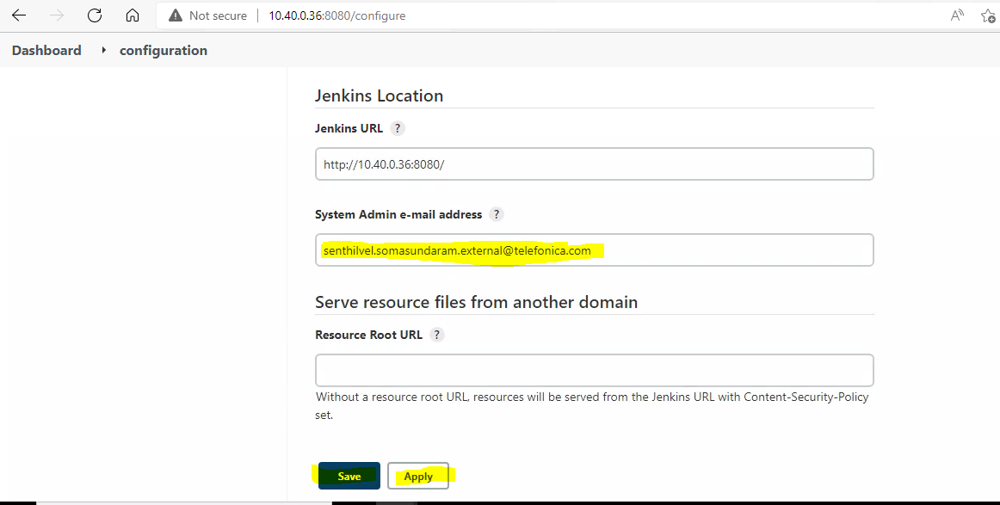 Not secure 10.40.0.36:8080/configure A
Dashboard configuration
Jenkins Location
Jenkins URL ?
http://10.40.0.36:8080/
System Admin e-mail address ?
senthilvel.somasundaram.external@telefonica.com
Serve resource files from another domain
Resource Root URL ?
Without a resource root URL, resources will be served from the Jenkins URL with Content-Security-Policy
set.
Save Apply